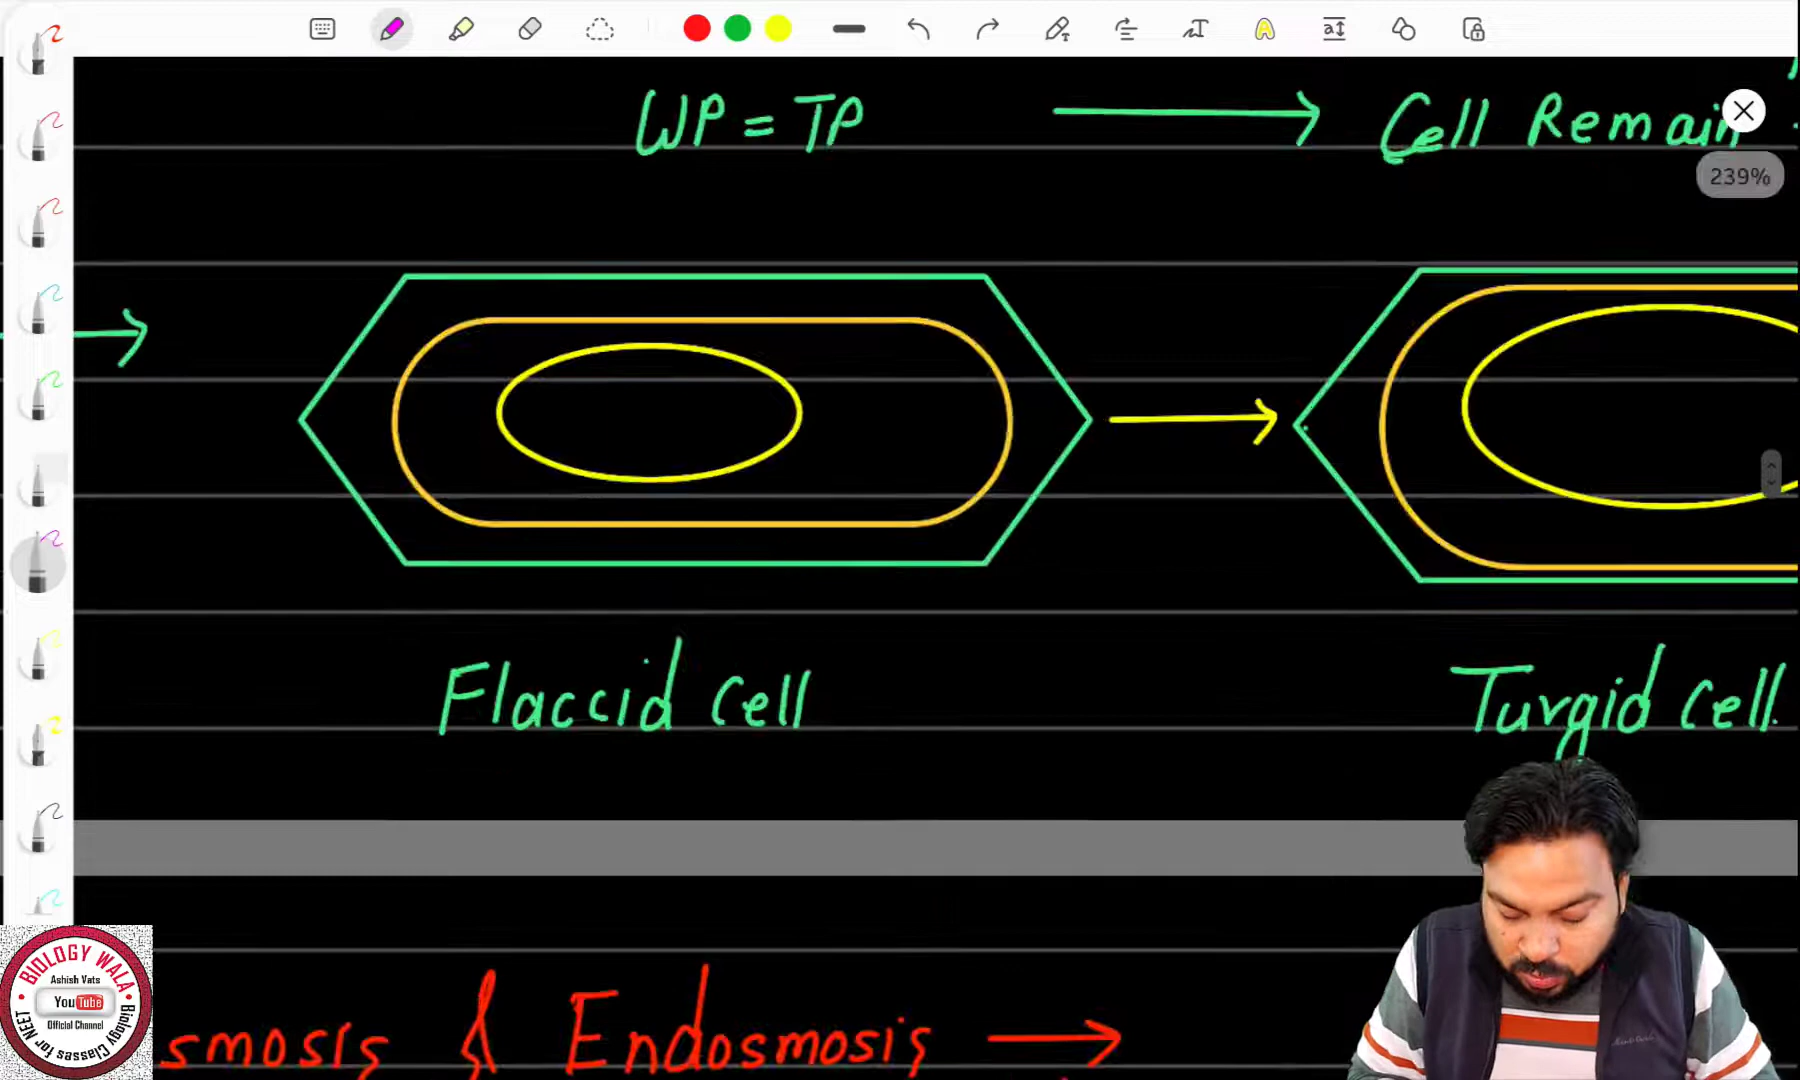 WP = TP → Cell Remain
239%
Flaccid cell
Turgid cell.
BIOLOGY WALA
Ashish Vats
YouTube
Official Channel
Biology Classes for NEET
smosis & Endosmosis →